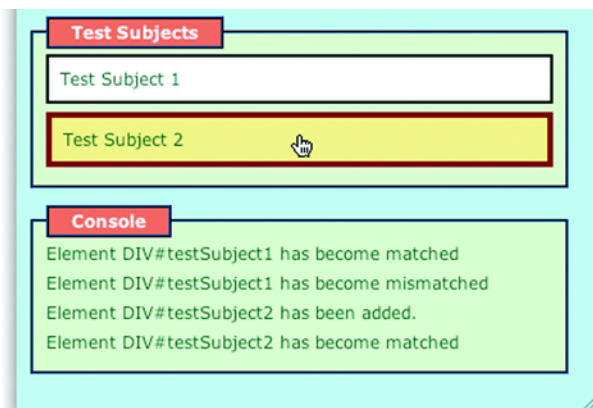 Test Subjects
Test Subject 1
Test Subject 2
Console
Element DIV#testSubject1 has become matched
Element DIV#testSubject1 has become mismatched
Element DIV#testSubject2 has been added.
Element DIV#testSubject2 has become matched